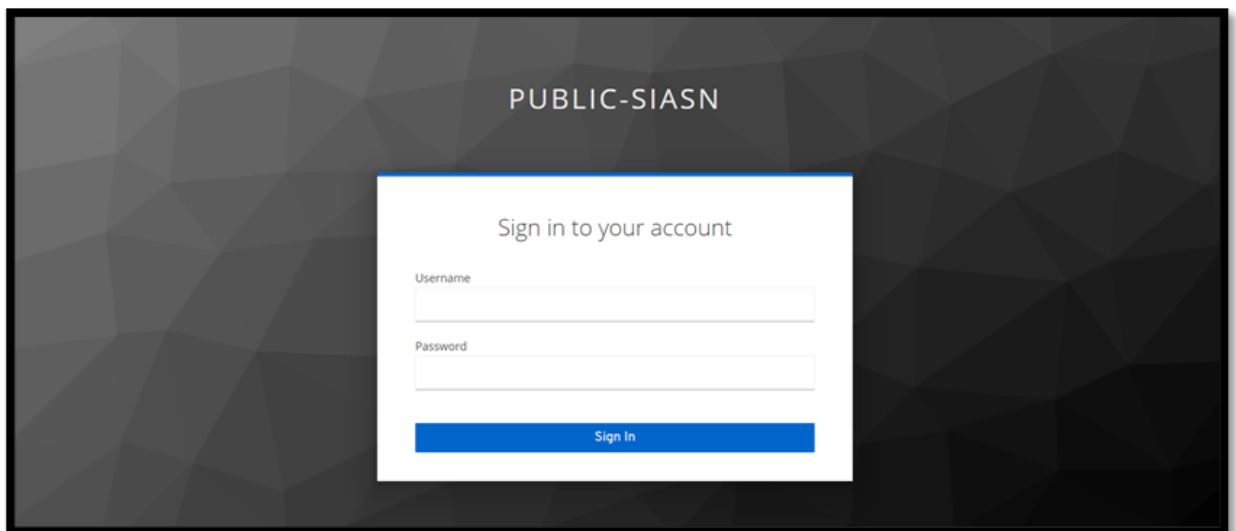 PUBLIC-SIASN
Sign in to your account
Username
Password
Sign In